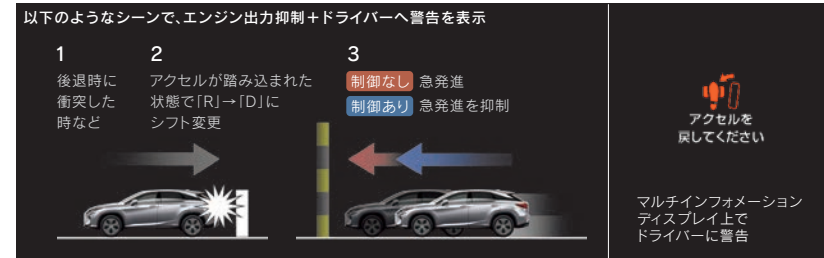 以下のようなシーンで、エンジン出力抑制+ドライバーへ警告を表示
1
後退時に
衝突した
時など
2
アクセルが踏み込まれた
状態で「R」→「D」に
シフト変更
3
制御なし 急発進
制御あり 急発進を抑制
アクセルを
戻してください
マルチインフォメーション
ディスプレイ上で
ドライバーに警告